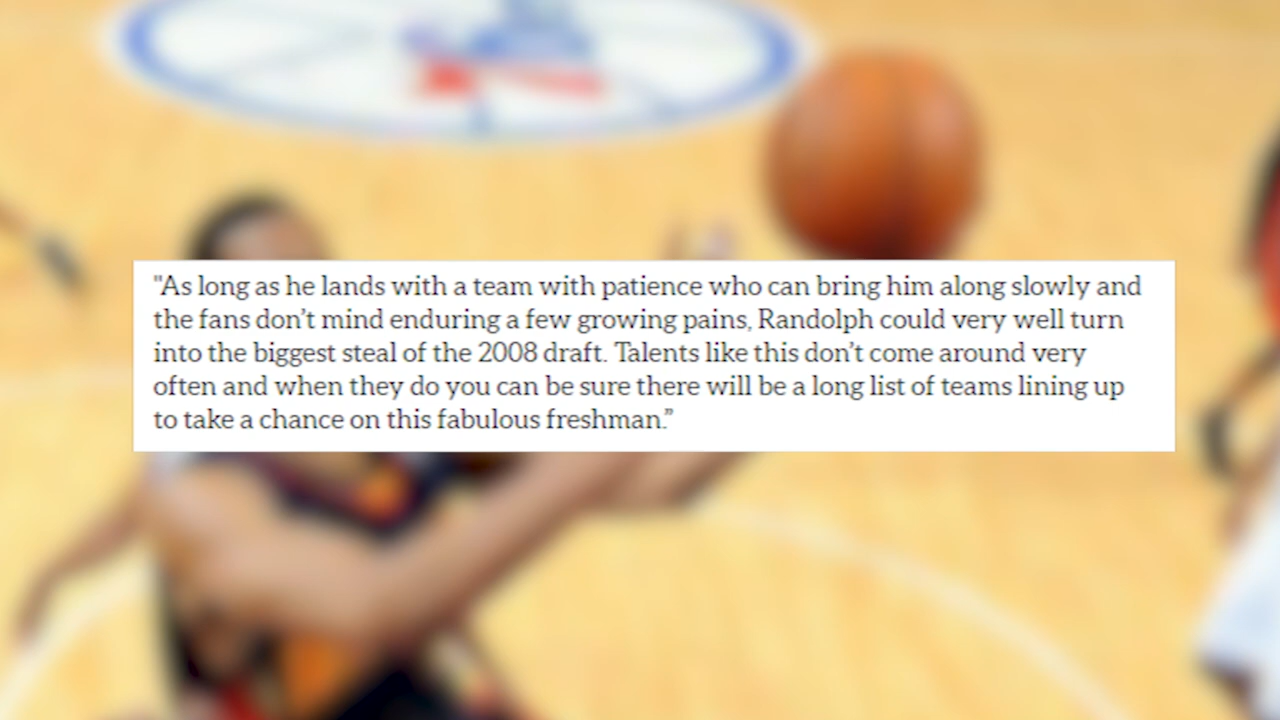 "As long as he lands with a team with patience who can bring him along slowly and
the fans don’t mind enduring a few growing pains, Randolph could very well turn
into the biggest steal of the 2008 draft. Talents like this don’t come around very
often and when they do you can be sure there will be a long list of teams lining up
to take a chance on this fabulous freshman.”